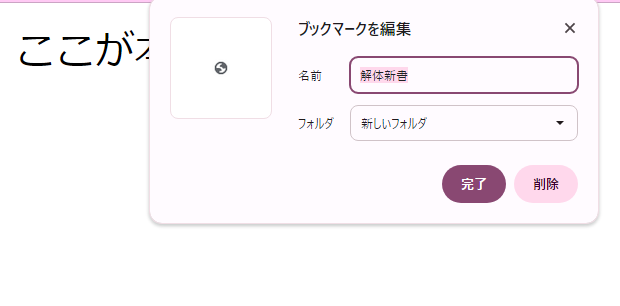 ここが
ブックマークを編集
名前
解体新書
フォルダ
新しいフォルダ
完了
削除